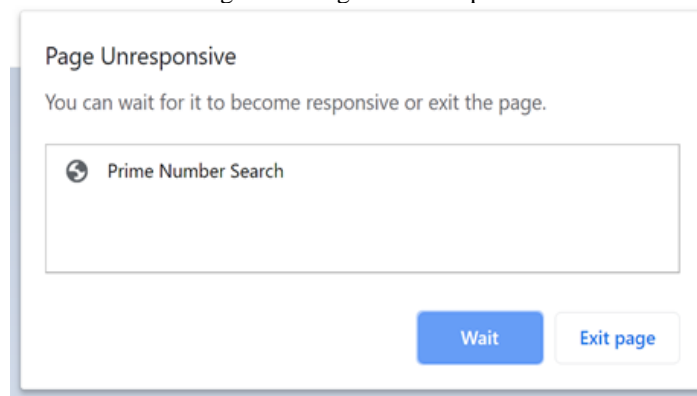 Page Unresponsive
You can wait for it to become responsive or exit the page.
Prime Number Search
Wait
Exit page